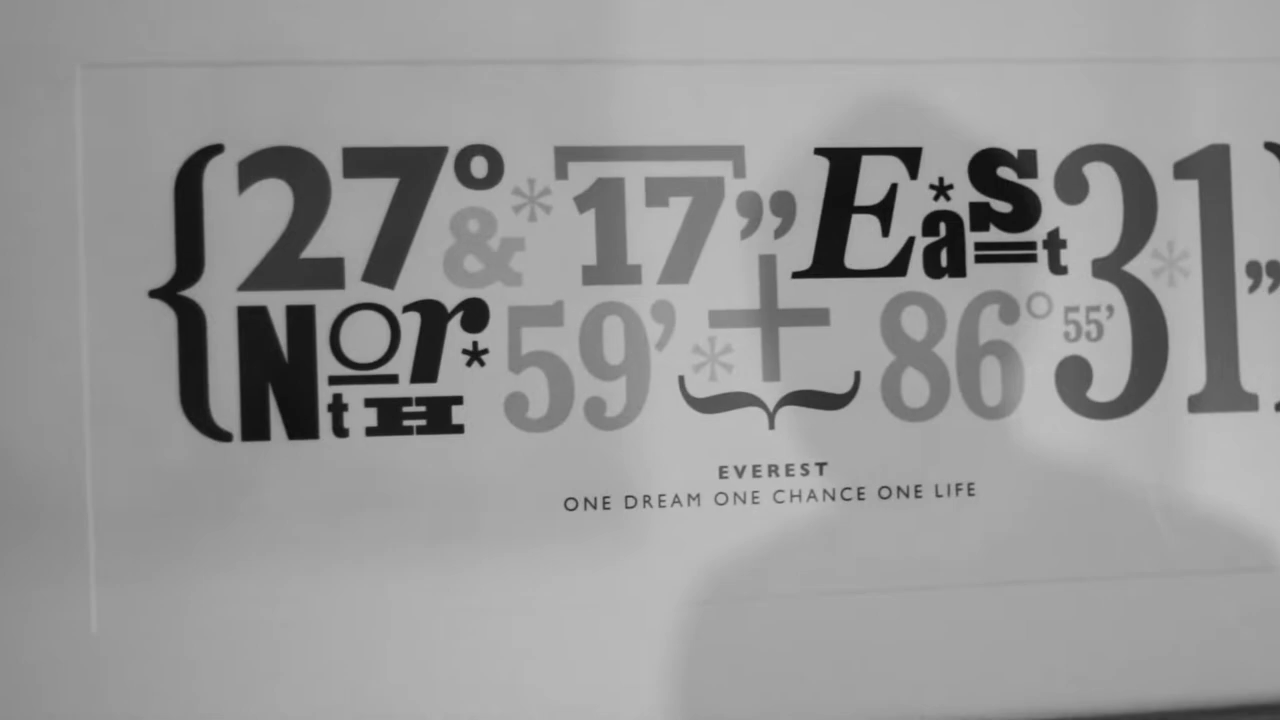 {27° & * 17” East 31 * ”}
North * 59’ * + 86° 55’
EVEREST
ONE DREAM ONE CHANCE ONE LIFE